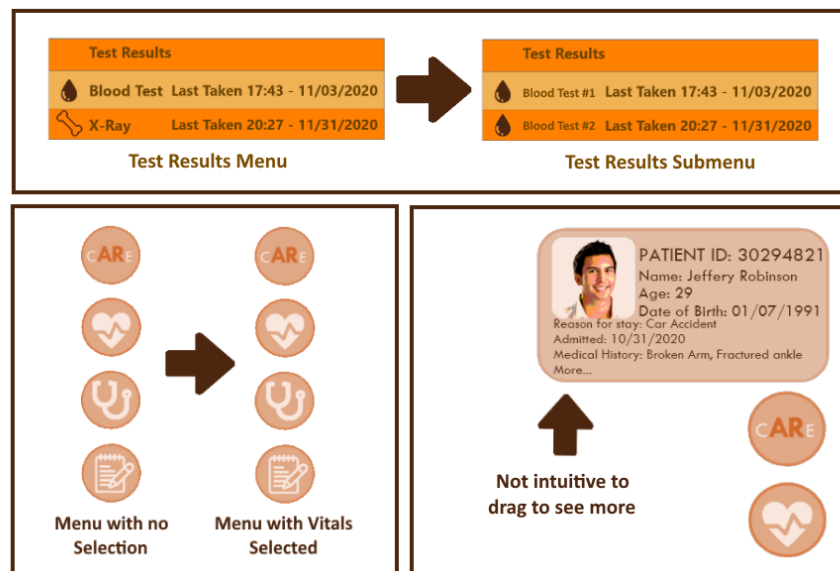 Test Results
Blood Test Last Taken 17:43 - 11/03/2020
X-Ray Last Taken 20:27 - 11/31/2020
Test Results Menu
Test Results
Blood Test #1 Last Taken 17:43 - 11/03/2020
Blood Test #2 Last Taken 20:27 - 11/31/2020
Test Results Submenu
CARE
CARE
Menu with no
Selection
Menu with Vitals
Selected
PATIENT ID: 30294821
Name: Jeffery Robinson
Age: 29
Date of Birth: 01/07/1991
Reason for stay: Car Accident
Admitted: 10/31/2020
Medical History: Broken Arm, Fractured ankle
More...
CARE
Not intuitive to
drag to see more